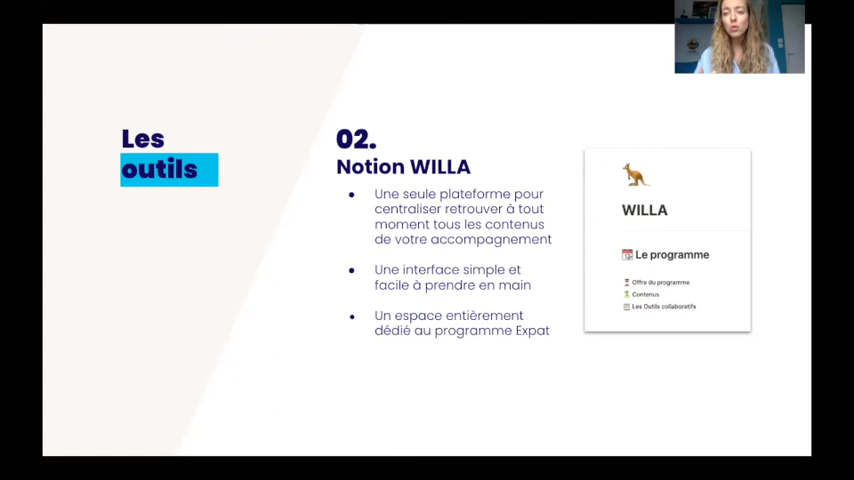 Les
outils
02.
Notion WILLA
● Une seule plateforme pour
centraliser retrouver à tout
moment tous les contenus
de votre accompagnement
● Une interface simple et
facile à prendre en main
● Un espace entièrement
dédié au programme Expat
WILLA
Le programme
Offre du programme
Contenus
Les Outils collaboratifs